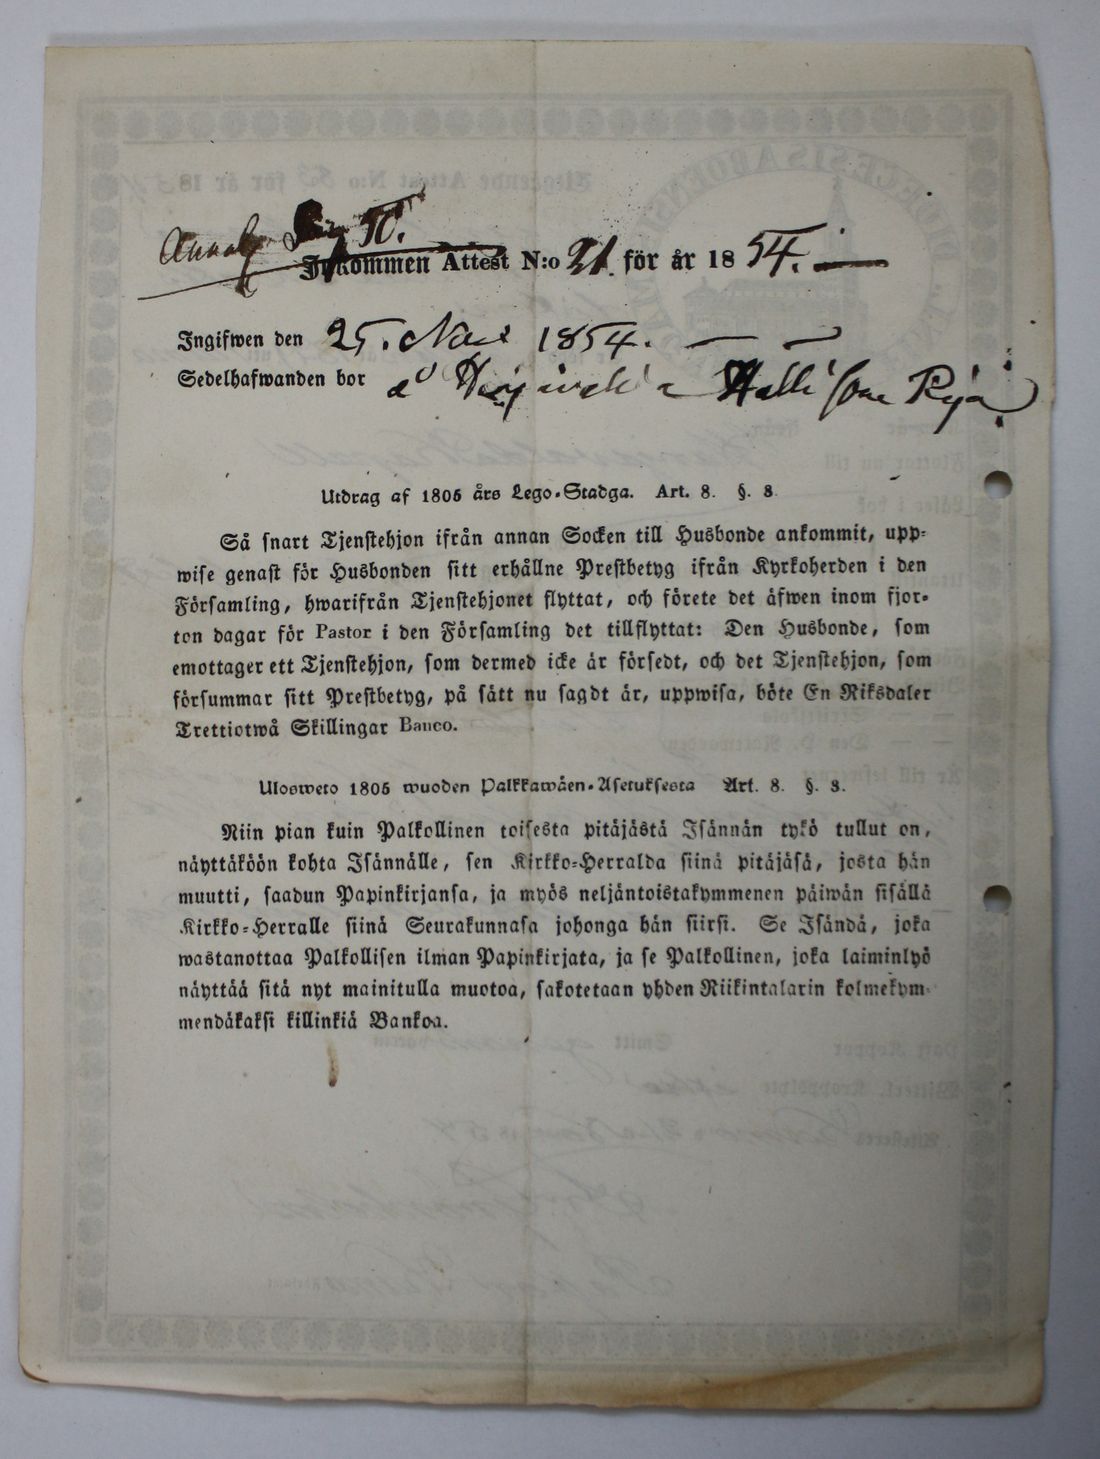 50.
Inkommen Attest N:o 21. för år 1854.
Ingifwen den 25. Nov 1854.
Sedelhafwanden bor å
Utdrag af 1805 års Lego-Stadga. Art. 8. §. 8.
Så snart Tjenstehjon ifrån annan Socken till Husbonde ankommit, upp-
wise genast för Husbonden sitt erhållne Prestbetyg ifrån Kyrkoherden i den
Församling, hwarifrån Tjenstehjonet flyttat, och förete det äfwen inom fjor-
ton dagar för Pastor i den Församling det tillflyttat: Den Husbonde, som
emottager ett Tjenstehjon, som dermed icke är försedt, och det Tjenstehjon, som
försummar sitt Prestbetyg, på sätt nu sagdt är, uppwisa, böte En Riksdaler
Trettiotwå Skillingar Banco.
Ulosweto 1805 wuoden Palkkawäen-Asetuksesta Art. 8. §. 8.
Niin pian kuin Palkollinen toisesta pitäjästä Isännän tykö tullut on,
näyttäköön kohta Isännälle, sen Kirkko-Herralda siinä pitäjäsä, josta hän
muutti, saadun Papinkirjansa, ja myös neljäntoistakymmenen päiwän sisällä
Kirkko-Herralle siinä Seurakunnasa johonga hän siirsi. Se Isändä, joka
wastanottaa Palkollisen ilman Papinkirjata, ja se Palkollinen, joka laiminlyö
näyttää sitä nyt mainitulla muotoa, sakotetaan yhden Riikintalarin kolmekym-
mendäkaksi killinkiä Bankoa.